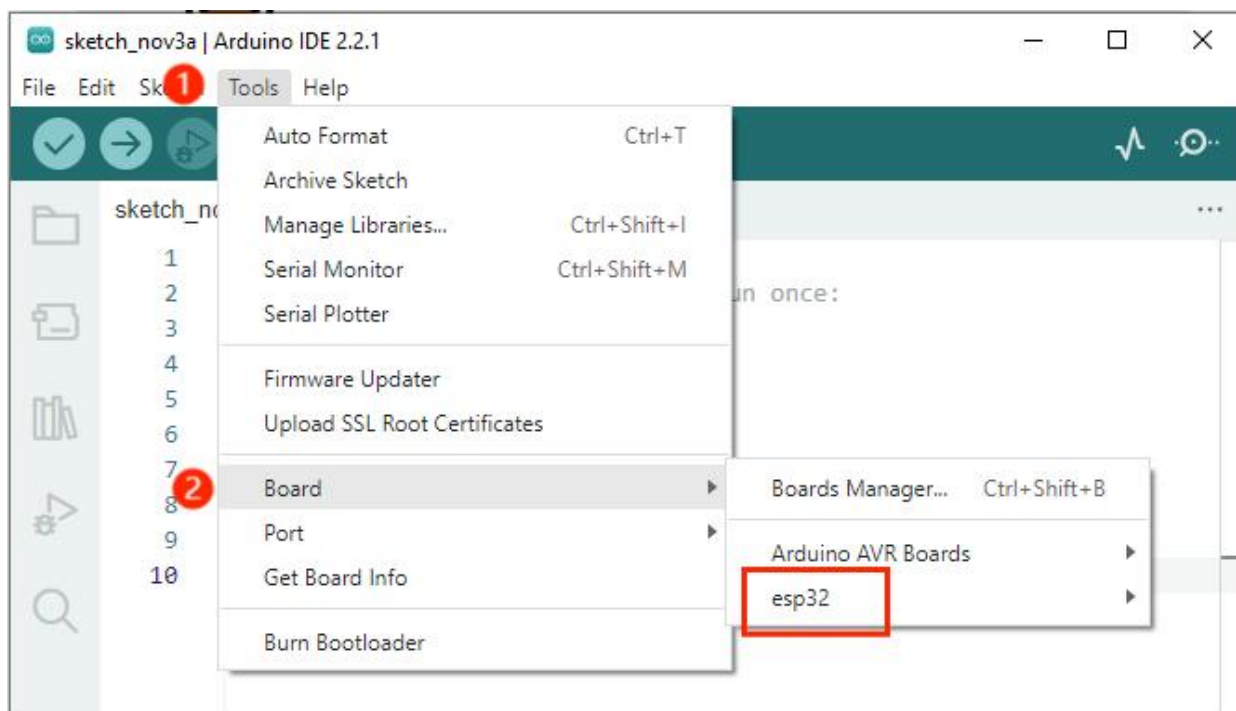 sketch_nov3a | Arduino IDE 2.2.1
File Edit Sk 1 Tools Help
Auto Format Ctrl+T
Archive Sketch
sketch_no
Manage Libraries... Ctrl+Shift+I
1
Serial Monitor Ctrl+Shift+M
2 un once:
Serial Plotter
3
4
Firmware Updater
5
Upload SSL Root Certificates
6
7
2 Board Boards Manager... Ctrl+Shift+B
8
Port
9
Arduino AVR Boards
10
Get Board Info
esp32
Burn Bootloader